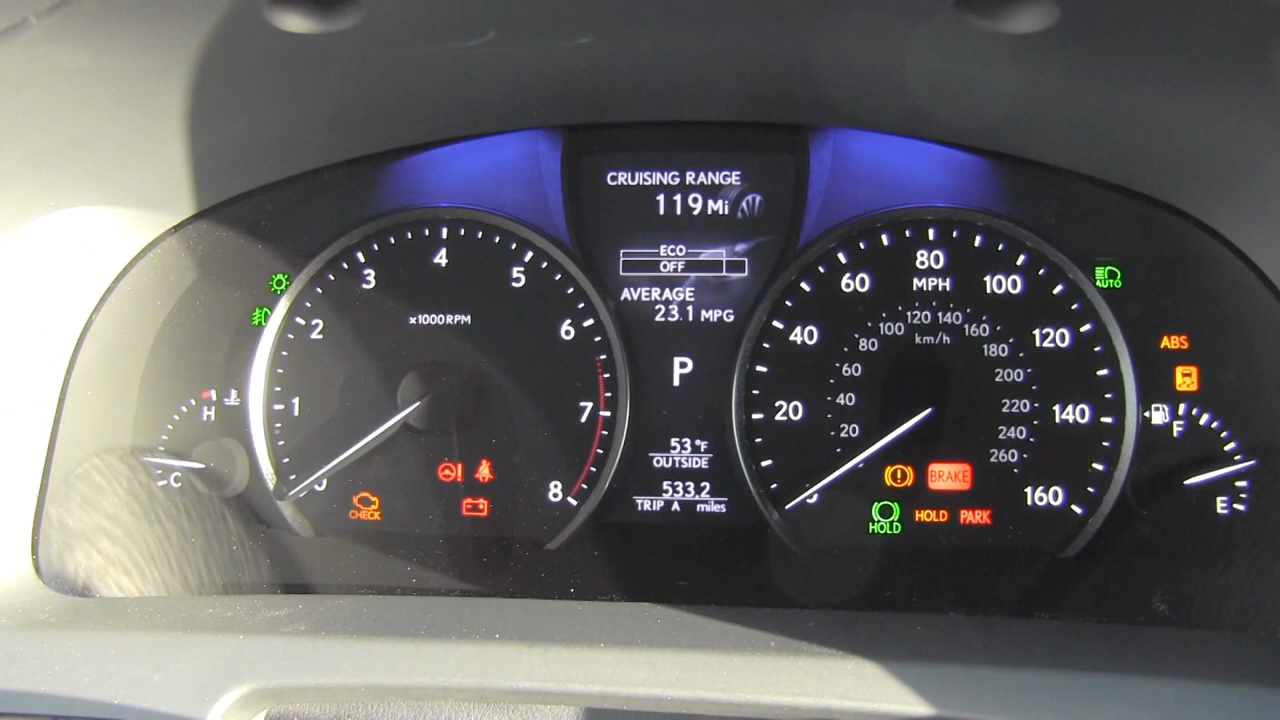 CRUISING RANGE
119 Mi
ECO
OFF
AVERAGE
23.1 MPG
P
53 °F
OUTSIDE
533.2
TRIP A miles
H
C
0
1
2
3
4
5
6
7
8
x1000 RPM
CHECK
20
40
60
80
100
120
140
160
MPH
20
40
60
80
100
120
140
160
180
200
220
240
260
km/h
BRAKE
HOLD
HOLD
PARK
AUTO
ABS
F
E